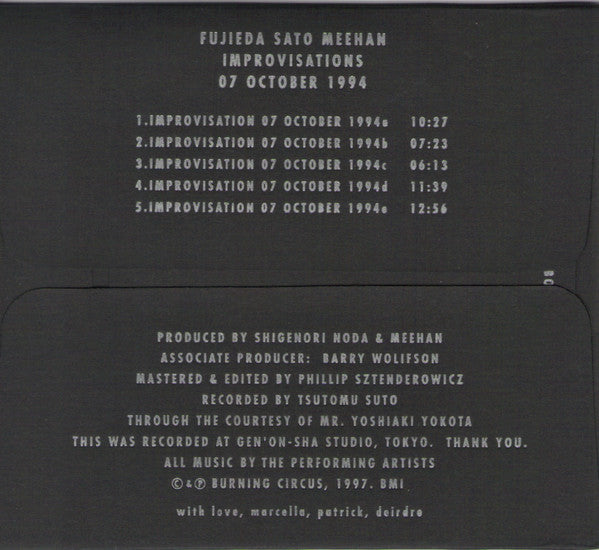 FUJIEDA SATO MEEHAN
IMPROVISATIONS
07 OCTOBER 1994
1.IMPROVISATION 07 OCTOBER 1994a 10:27
2.IMPROVISATION 07 OCTOBER 1994b 07:23
3.IMPROVISATION 07 OCTOBER 1994c 06:13
4.IMPROVISATION 07 OCTOBER 1994d 11:39
5.IMPROVISATION 07 OCTOBER 1994e 12:56
PRODUCED BY SHIGENORI NODA & MEEHAN
ASSOCIATE PRODUCER: BARRY WOLIFSON
MASTERED & EDITED BY PHILLIP SZTENDEROWICZ
RECORDED BY TSUTOMU SUTO
THROUGH THE COURTESY OF MR. YOSHIAKI YOKOTA
THIS WAS RECORDED AT GEN'ON-SHA STUDIO, TOKYO. THANK YOU.
ALL MUSIC BY THE PERFORMING ARTISTS
©&℗ BURNING CIRCUS, 1997. BMI
with love, marcella, patrick, deirdre